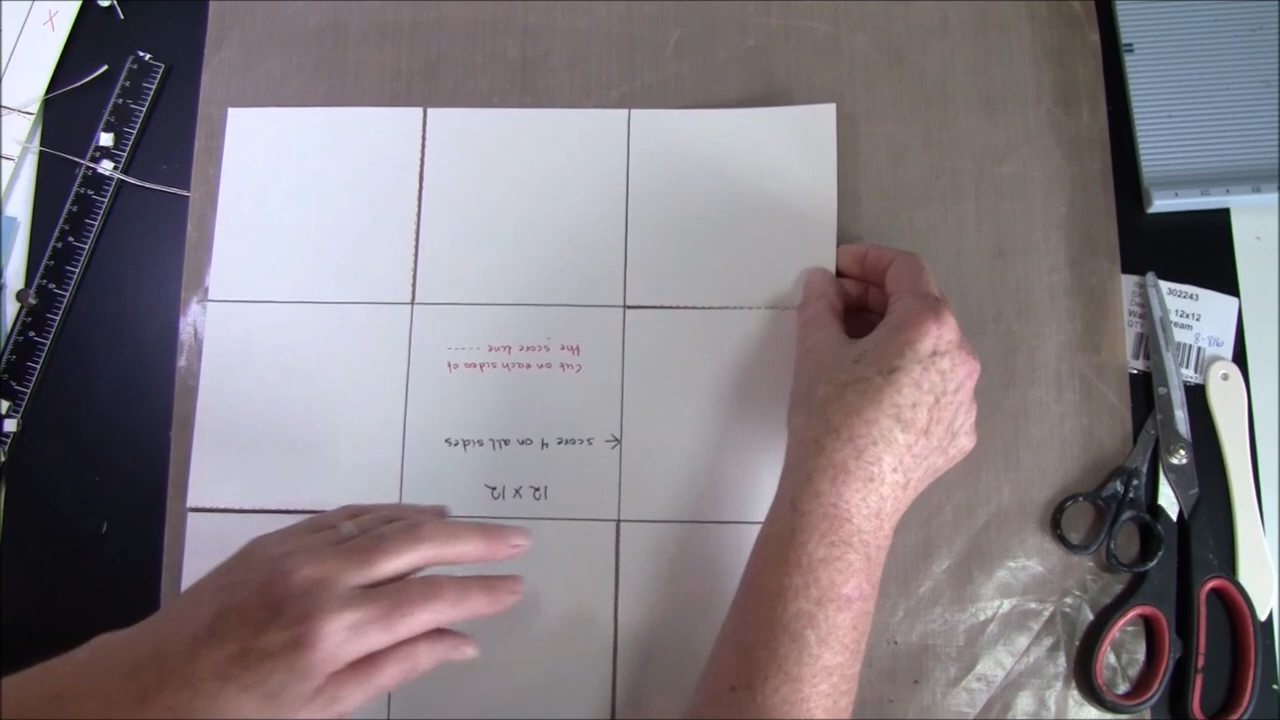 12 x 12
← score 4 on all sides
Cut on each sides of
the score line -----
302243
12x12
8-816
X